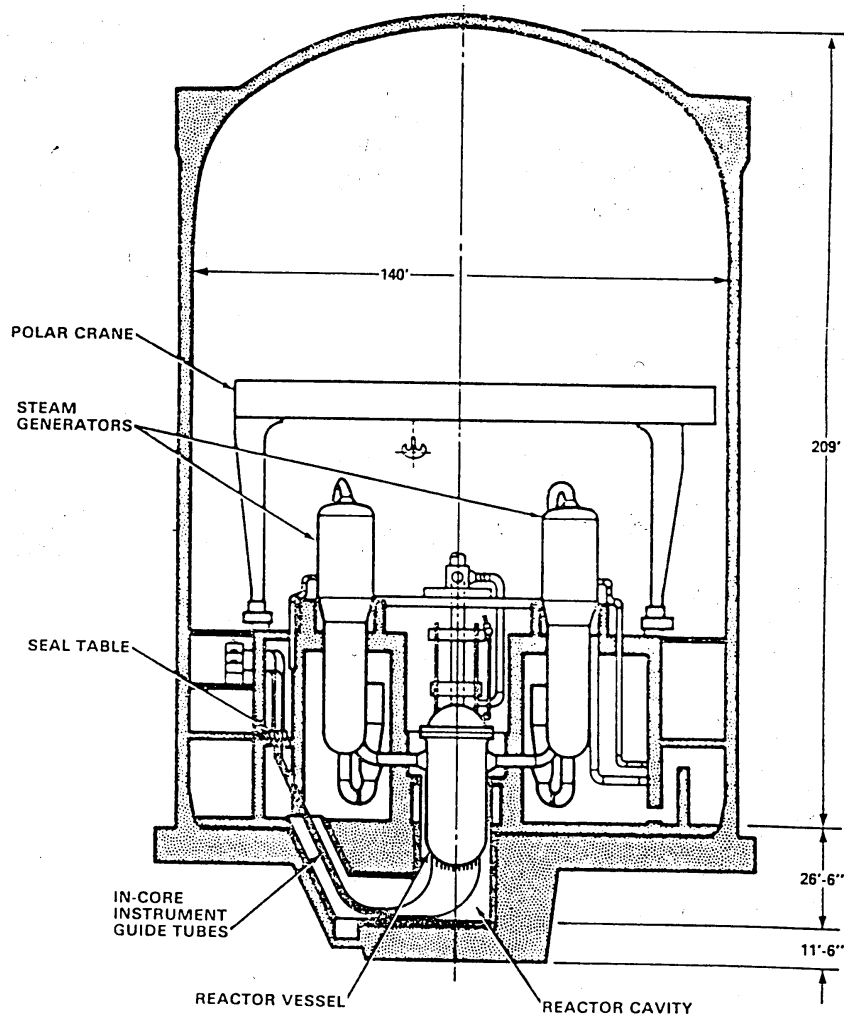 140'
POLAR CRANE
STEAM
GENERATORS
209'
SEAL TABLE
26'-6"
IN-CORE
INSTRUMENT
GUIDE TUBES
11'-6"
REACTOR VESSEL
REACTOR CAVITY